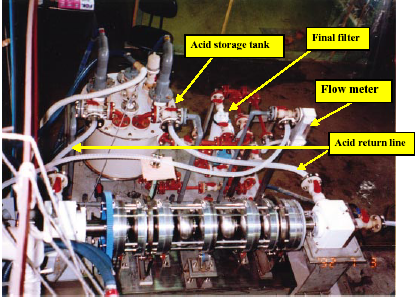 Acid storage tank
Final filter
Flow meter
Acid return line